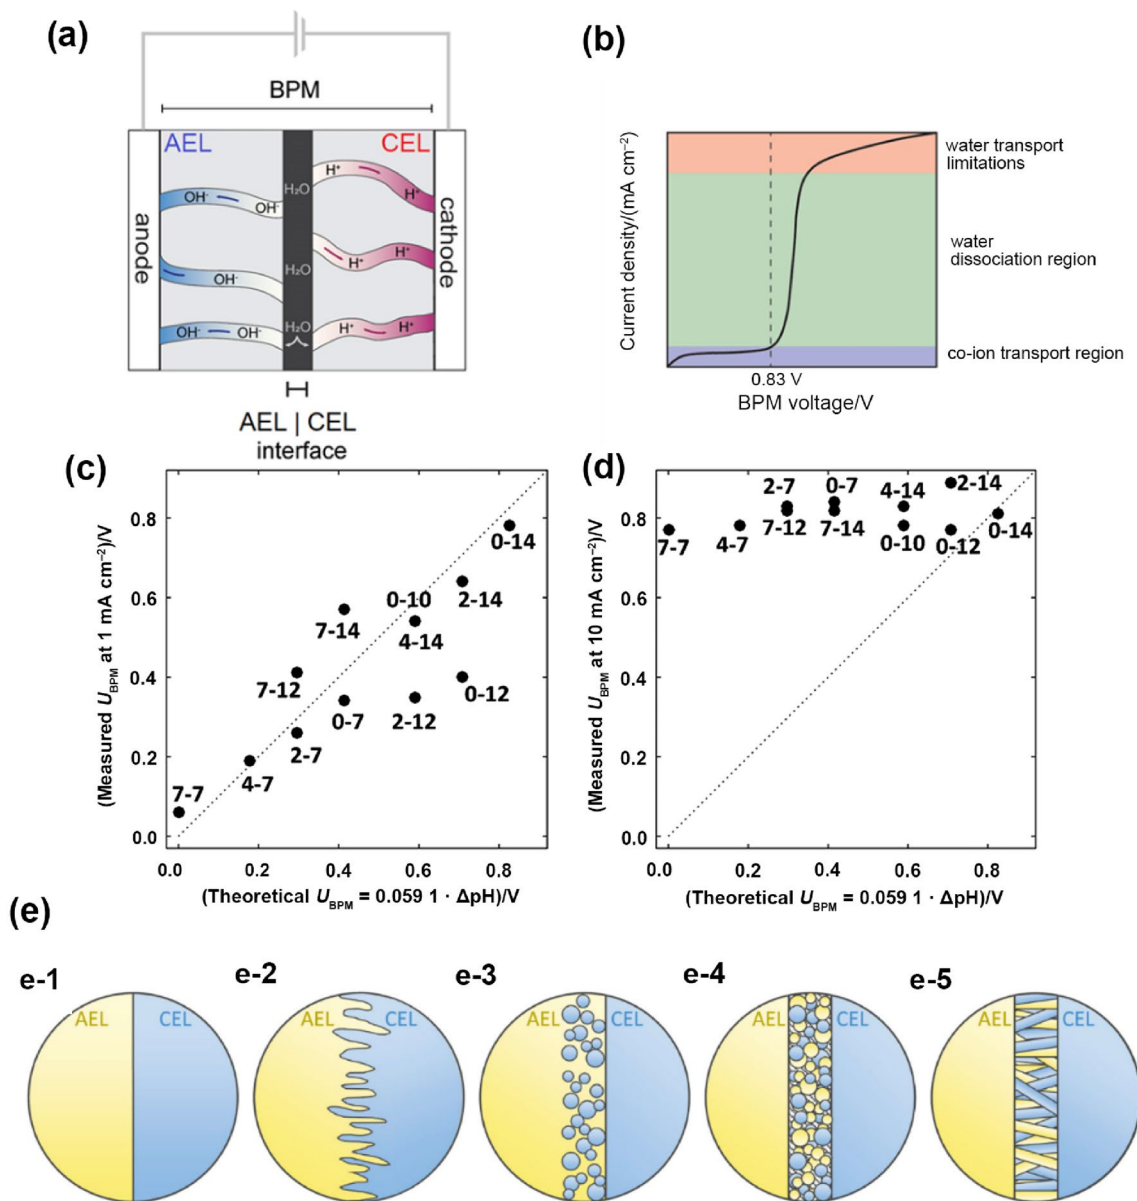 (a)
BPM
AEL
CEL
anode
cathode
OH⁻
OH⁻
OH⁻
OH⁻
OH⁻
H₂O
H₂O
H₂O
H⁺
H⁺
H⁺
H⁺
H⁺
H⁺
AEL | CEL
interface
(b)
Current density/(mA cm⁻²)
water transport
limitations
water
dissociation region
co-ion transport region
0.83 V
BPM voltage/V
(c)
(Measured U_BPM at 1 mA cm⁻²)/V
0.8
0.6
0.4
0.2
0.0
0-14
0-10
2-14
7-14
4-14
7-12
0-12
0-7
2-12
2-7
4-7
7-7
0.0 0.2 0.4 0.6 0.8
(Theoretical U_BPM = 0.059 1 · ΔpH)/V
(d)
(Measured U_BPM at 10 mA cm⁻²)/V
0.8
0.6
0.4
0.2
0.0
2-7 0-7 4-14 2-14
7-7 4-7 7-12 7-14 0-10 0-12 0-14
0.0 0.2 0.4 0.6 0.8
(Theoretical U_BPM = 0.059 1 · ΔpH)/V
(e)
e-1
AEL CEL
e-2
AEL CEL
e-3
AEL CEL
e-4
AEL CEL
e-5
AEL CEL